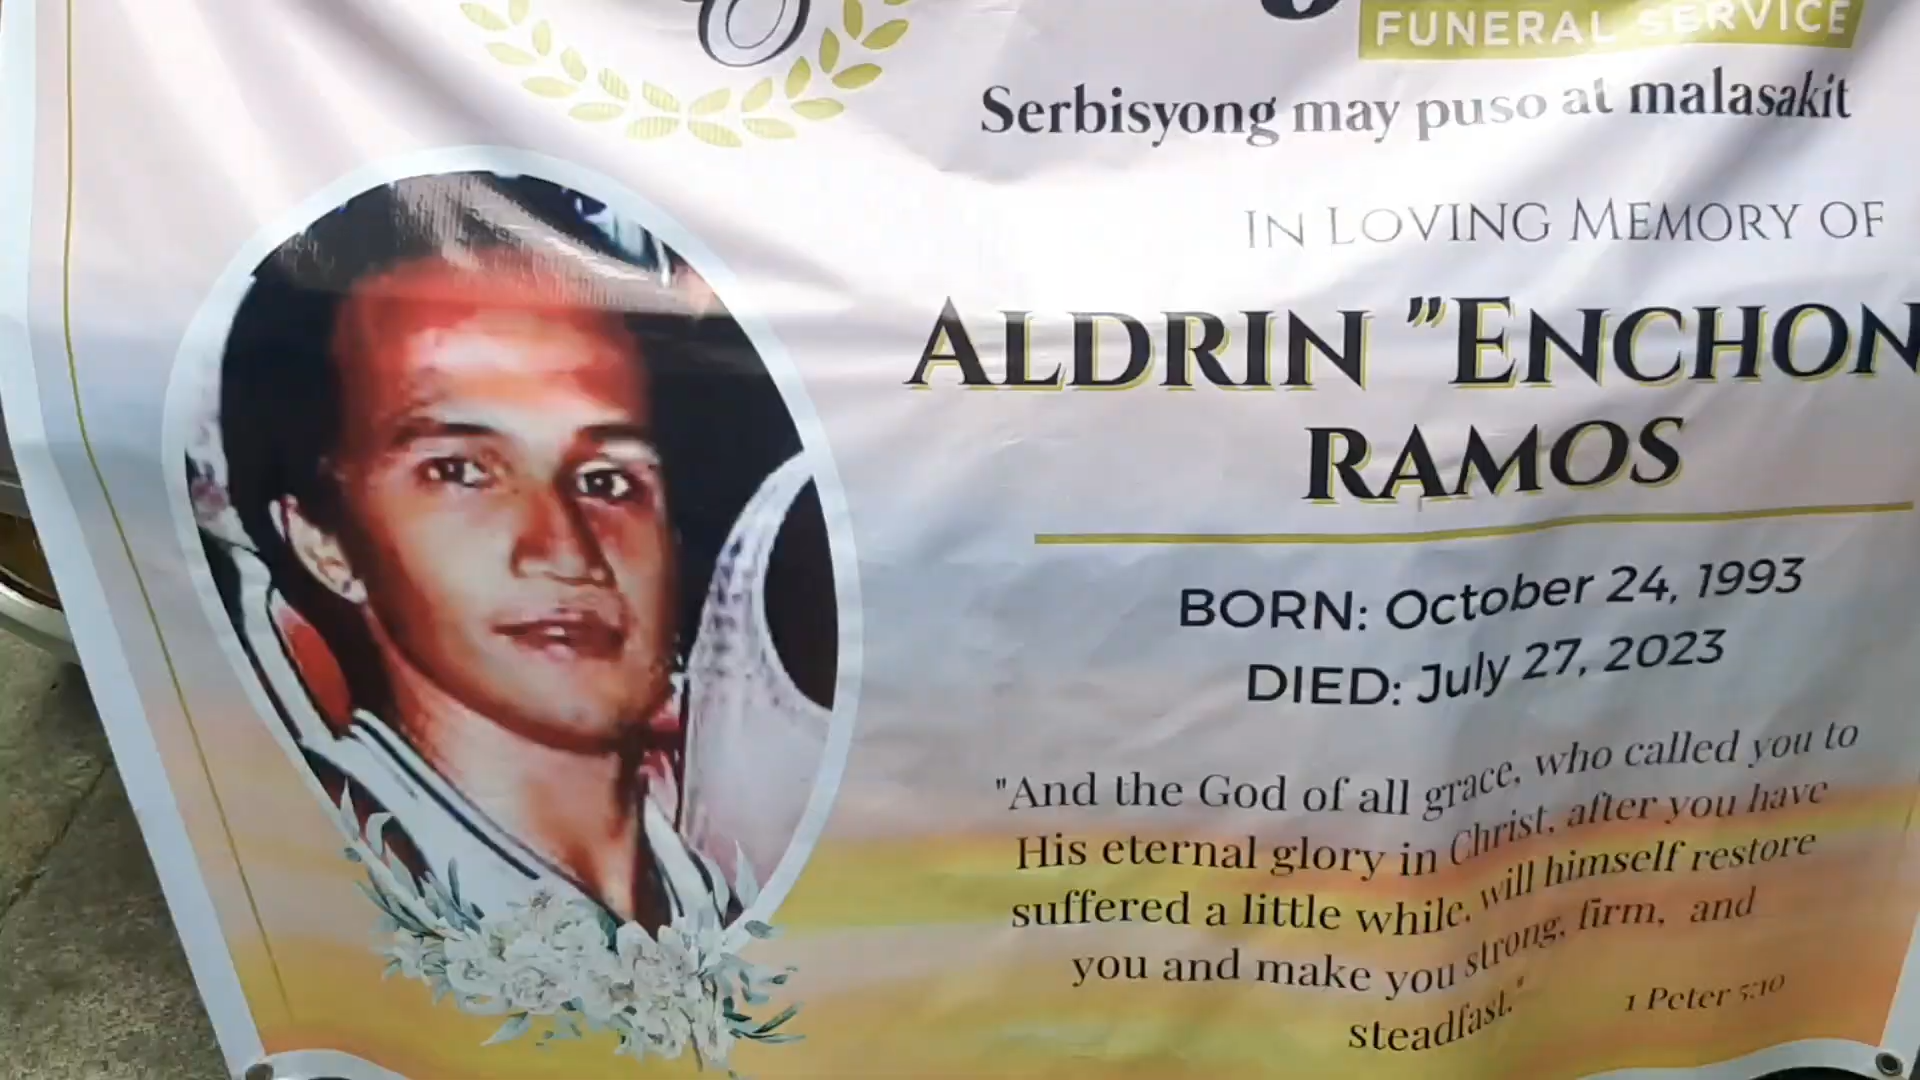 FUNERAL SERVICE
Serbisyong may puso at malasakit
IN LOVING MEMORY OF
ALDRIN "ENCHON
RAMOS
BORN: October 24, 1993
DIED: July 27, 2023
"And the God of all grace, who called you to
His eternal glory in Christ, after you have
suffered a little while, will himself restore
you and make you strong, firm, and
steadfast."
1 Peter 5:10